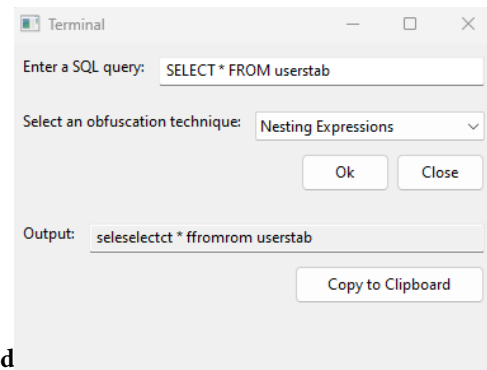 Terminal
Enter a SQL query: SELECT * FROM userstab
Select an obfuscation technique: Nesting Expressions
Ok Close
Output: seleselectct * ffromrom userstab
Copy to Clipboard
d